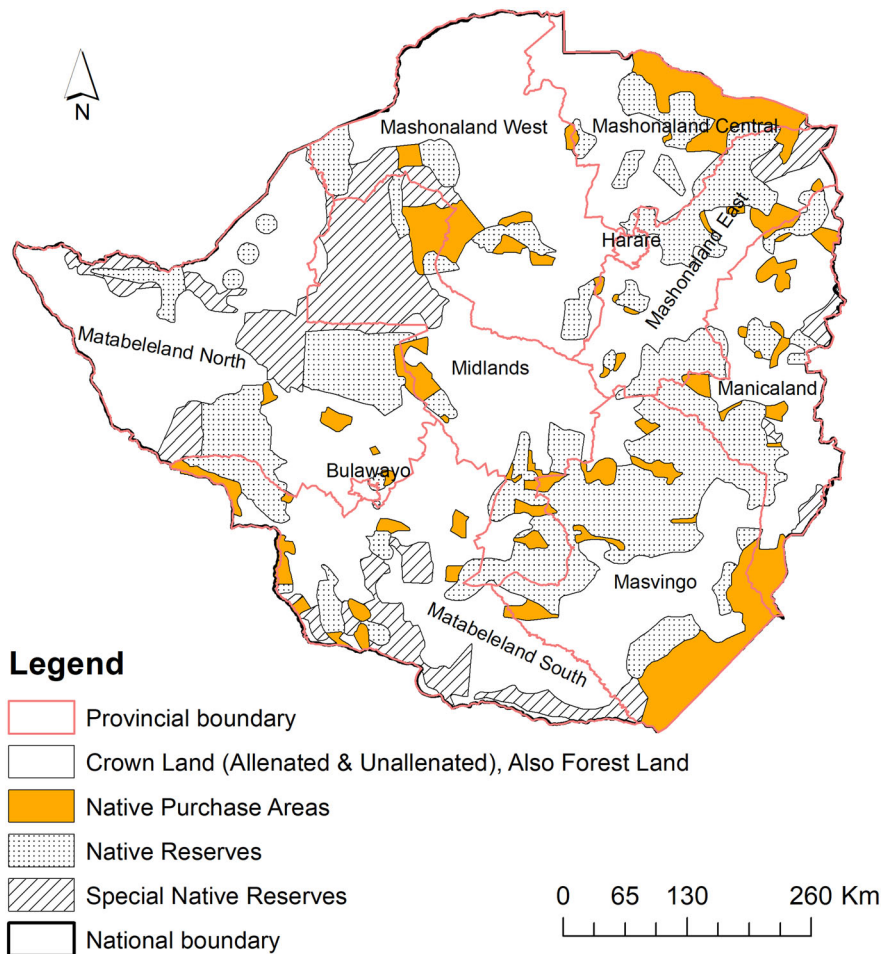 N
Mashonaland West
Mashonaland Central
Harare
Mashonaland East
Matabeleland North
Midlands
Manicaland
Bulawayo
Masvingo
Matabeleland South
Legend
Provincial boundary
Crown Land (Allenated & Unallenated), Also Forest Land
Native Purchase Areas
Native Reserves
Special Native Reserves
National boundary
0 65 130 260 Km